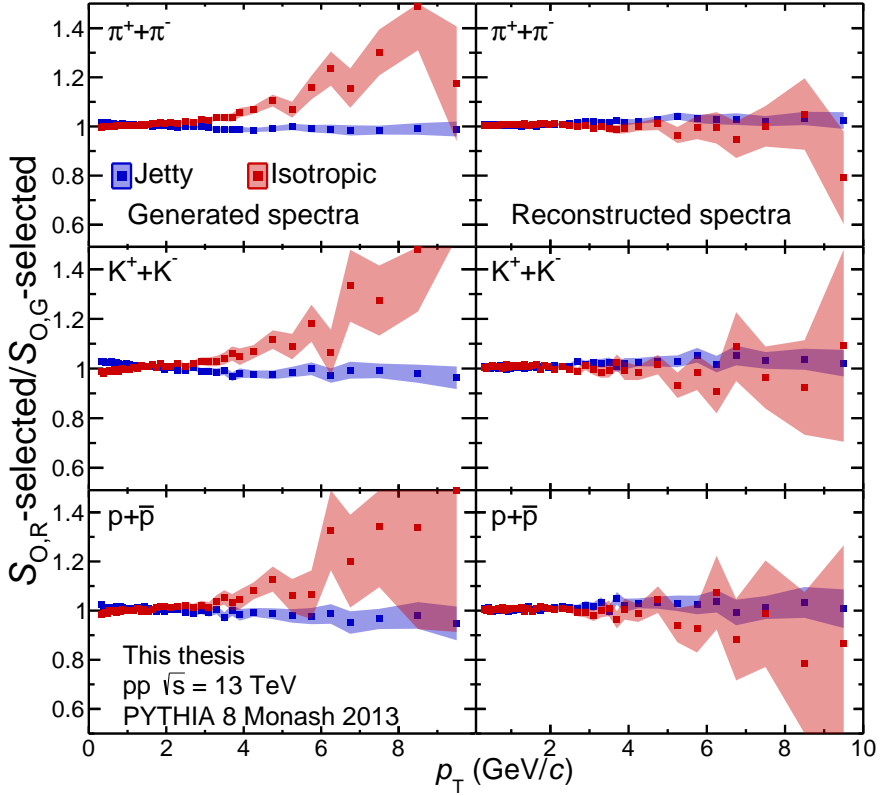 π⁺+π⁻
π⁺+π⁻
1.4
1.2
1
0.8
0.6
Jetty
Isotropic
Generated spectra
Reconstructed spectra
K⁺+K⁻
K⁺+K⁻
1.4
1.2
1
0.8
0.6
p+p̄
p+p̄
1.4
1.2
1
0.8
0.6
This thesis
pp √s = 13 TeV
PYTHIA 8 Monash 2013
0 2 4 6 8 0 2 4 6 8 10
p_T (GeV/c)
S_O,R-selected/S_O,G-selected